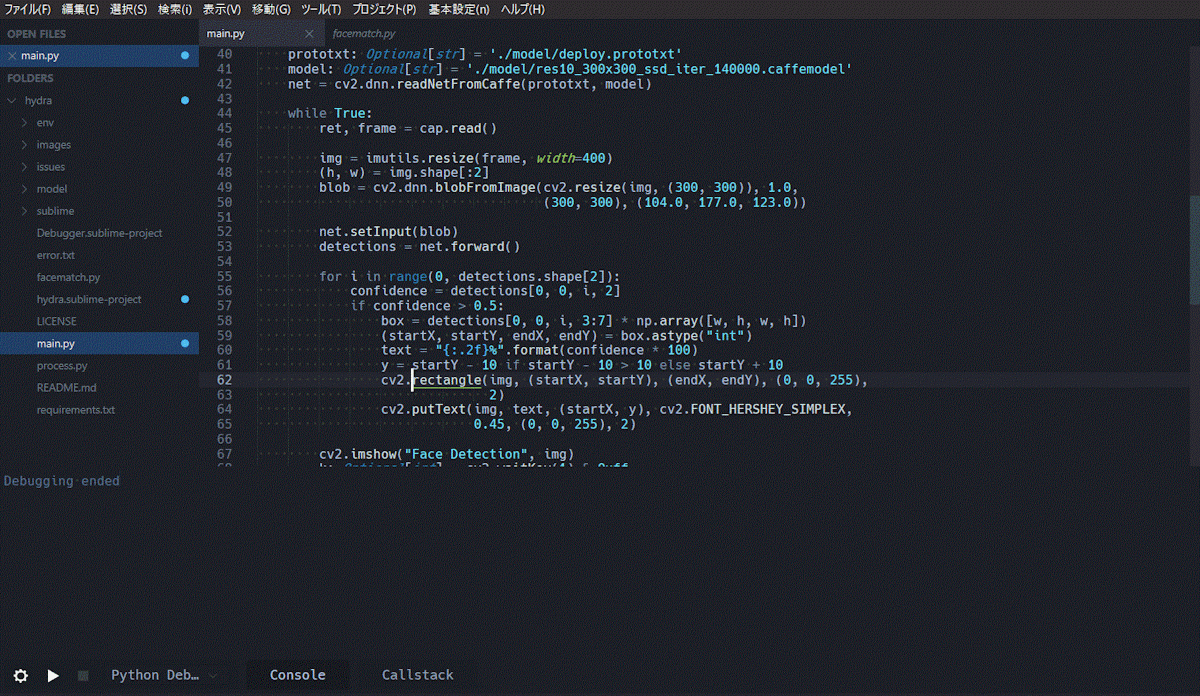 ファイル(F) 編集(E) 選択(S) 検索(i) 表示(V) 移動(G) ツール(T) プロジェクト(P) 基本設定(n) ヘルプ(H)
OPEN FILES
main.py
FOLDERS
hydra
env
images
issues
model
sublime
Debugger.sublime-project
error.txt
facematch.py
hydra.sublime-project
LICENSE
main.py
process.py
README.md
requirements.txt
main.py facematch.py
40 prototxt: Optional[str] = './model/deploy.prototxt'
41 model: Optional[str] = './model/res10_300x300_ssd_iter_140000.caffemodel'
42 net = cv2.dnn.readNetFromCaffe(prototxt, model)
43
44 while True:
45 ret, frame = cap.read()
46
47 img = imutils.resize(frame, width=400)
48 (h, w) = img.shape[:2]
49 blob = cv2.dnn.blobFromImage(cv2.resize(img, (300, 300)), 1.0,
50 (300, 300), (104.0, 177.0, 123.0))
51
52 net.setInput(blob)
53 detections = net.forward()
54
55 for i in range(0, detections.shape[2]):
56 confidence = detections[0, 0, i, 2]
57 if confidence > 0.5:
58 box = detections[0, 0, i, 3:7] * np.array([w, h, w, h])
59 (startX, startY, endX, endY) = box.astype("int")
60 text = "{:.2f}%".format(confidence * 100)
61 y = startY - 10 if startY - 10 > 10 else startY + 10
62 cv2.rectangle(img, (startX, startY), (endX, endY), (0, 0, 255),
63 2)
64 cv2.putText(img, text, (startX, y), cv2.FONT_HERSHEY_SIMPLEX,
65 0.45, (0, 0, 255), 2)
66
67 cv2.imshow("Face Detection", img)
Debugging ended
Python Deb… Console Callstack